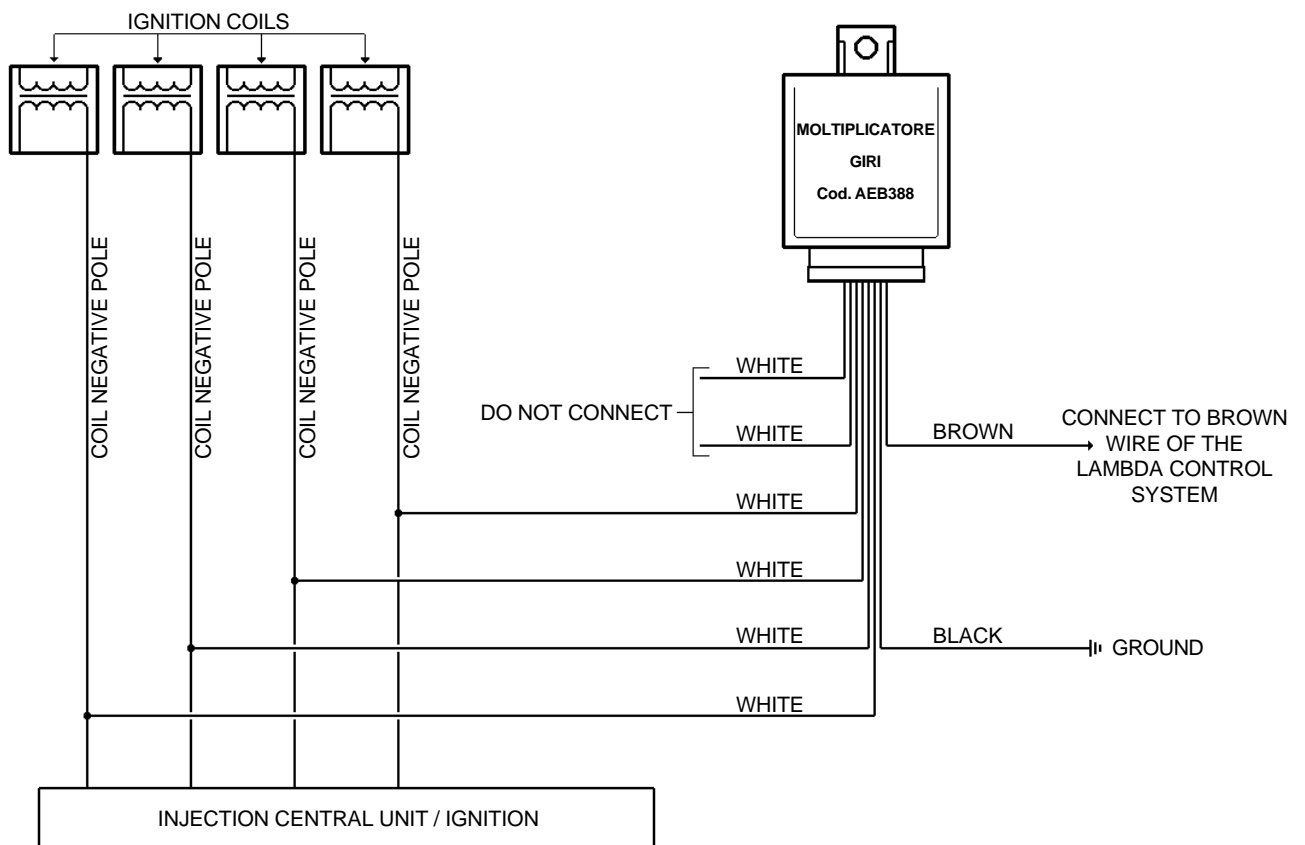 IGNITION COILS
MOLTIPLICATORE
GIRI
Cod. AEB388
COIL NEGATIVE POLE
COIL NEGATIVE POLE
COIL NEGATIVE POLE
COIL NEGATIVE POLE
WHITE
DO NOT CONNECT
WHITE
BROWN
CONNECT TO BROWN
WIRE OF THE
LAMBDA CONTROL
SYSTEM
WHITE
WHITE
WHITE
BLACK
GROUND
WHITE
INJECTION CENTRAL UNIT / IGNITION